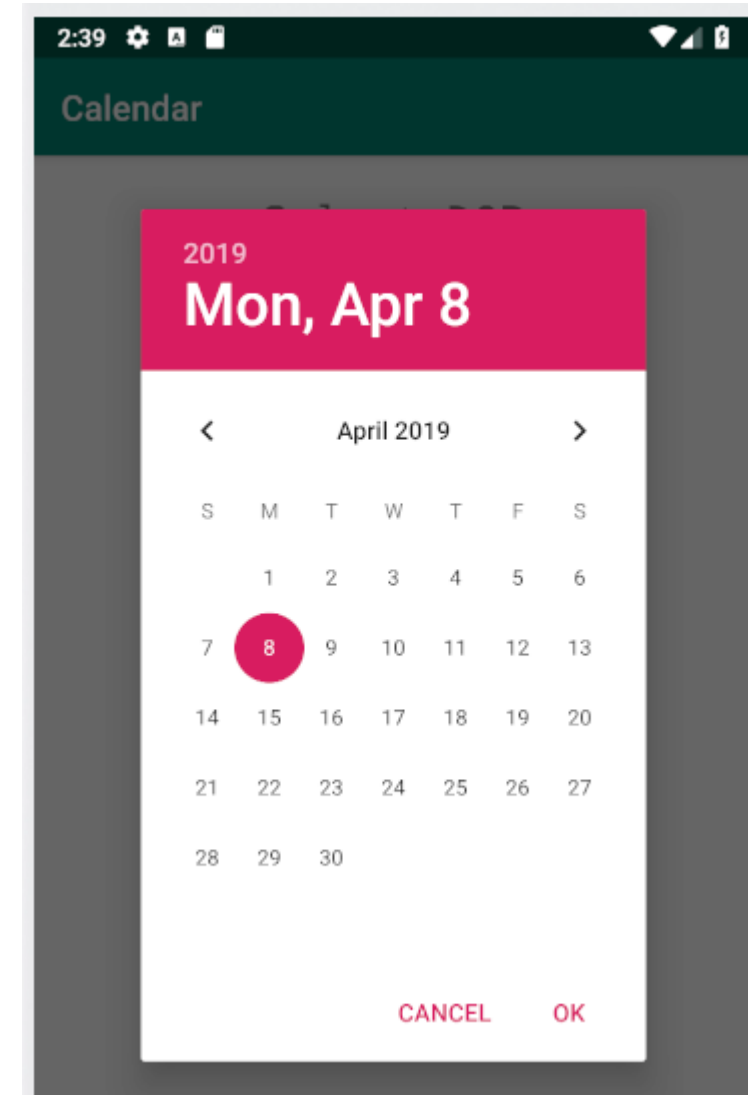 2:39
Calendar
2019
Mon, Apr 8
April 2019
S M T W T F S
1 2 3 4 5 6
7 8 9 10 11 12 13
14 15 16 17 18 19 20
21 22 23 24 25 26 27
28 29 30
CANCEL OK